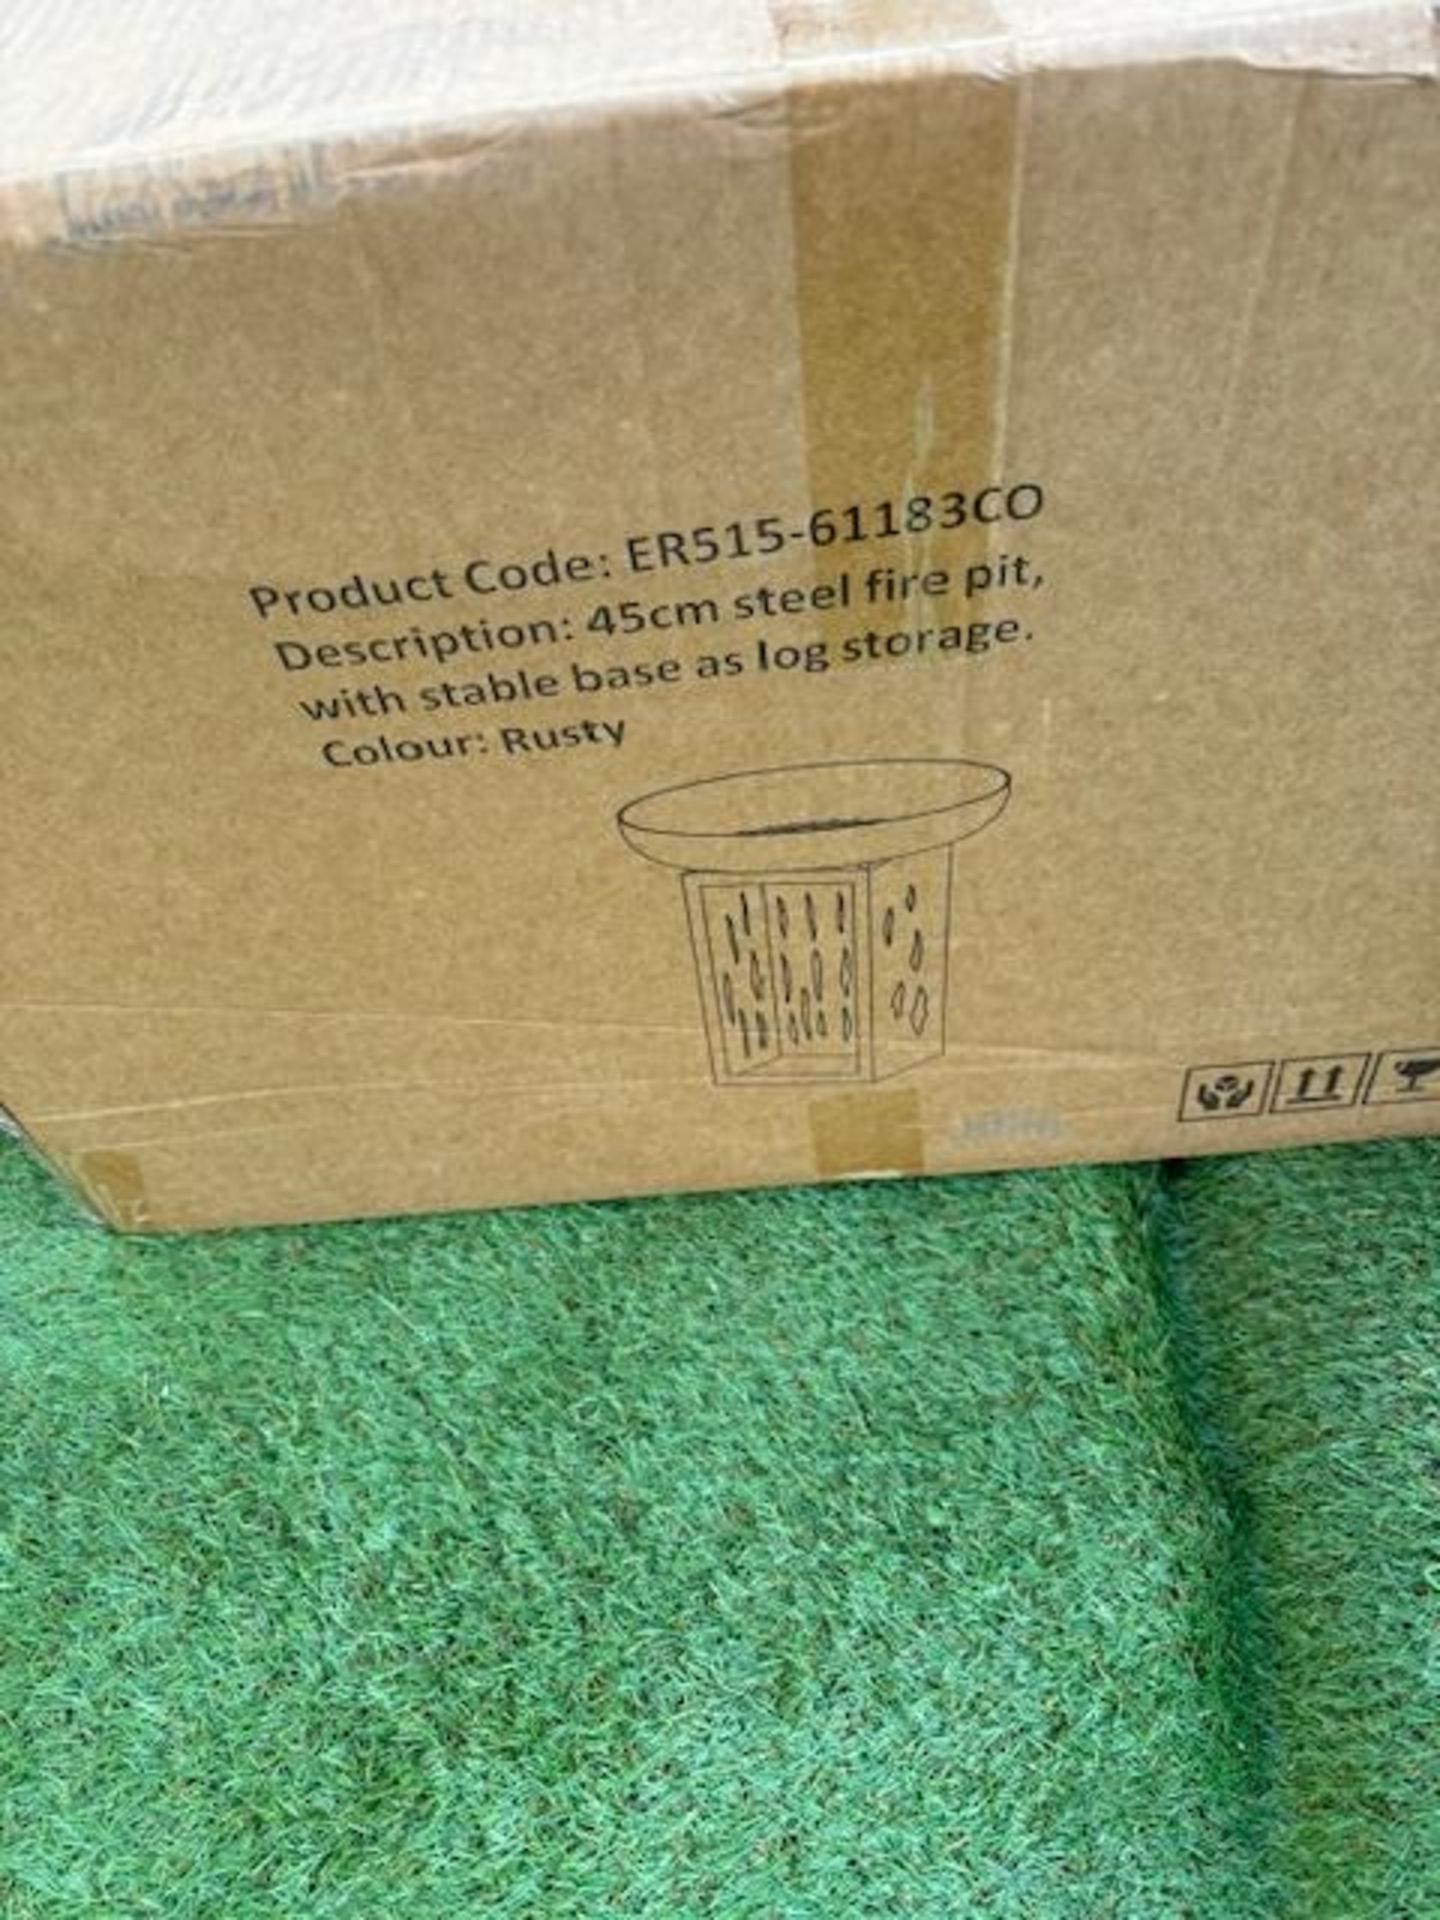 Product Code: ER515-61183CO
Description: 45cm steel fire pit,
with stable base as log storage.
Colour: Rusty